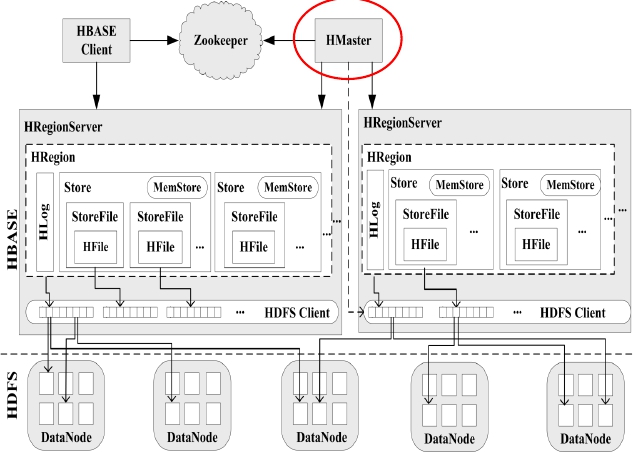 HBASE
Client
Zookeeper
HMaster
HRegionServer
HRegionServer
HRegion
HRegion
HLog
Store
MemStore
Store
MemStore
StoreFile
StoreFile
StoreFile
HFile
HFile
HFile
...
...
...
...
HLog
Store
MemStore
Store
MemStore
StoreFile
StoreFile
HFile
HFile
...
...
...
...
HBASE
... HDFS Client
... HDFS Client
HDFS
DataNode
DataNode
DataNode
DataNode
DataNode